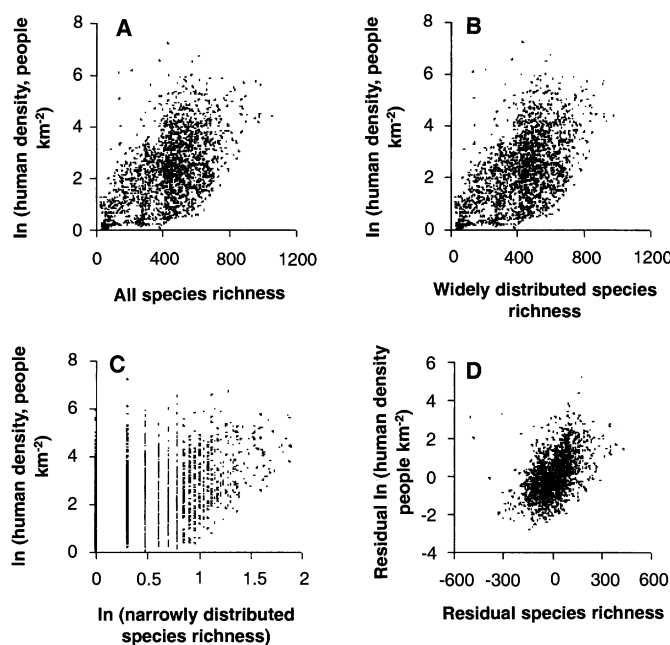 A
8
6
4
2
0
ln (human density, people
km-2)
0 400 800 1200
All species richness
B
8
6
4
2
0
ln (human density, people
km-2)
0 400 800 1200
Widely distributed species
richness
C
8
6
4
2
0
ln (human density, people
km-2)
0 0.5 1 1.5 2
ln (narrowly distributed
species richness)
D
6
4
2
0
-2
-4
Residual ln (human density
people km-2)
-600 -300 0 300 600
Residual species richness